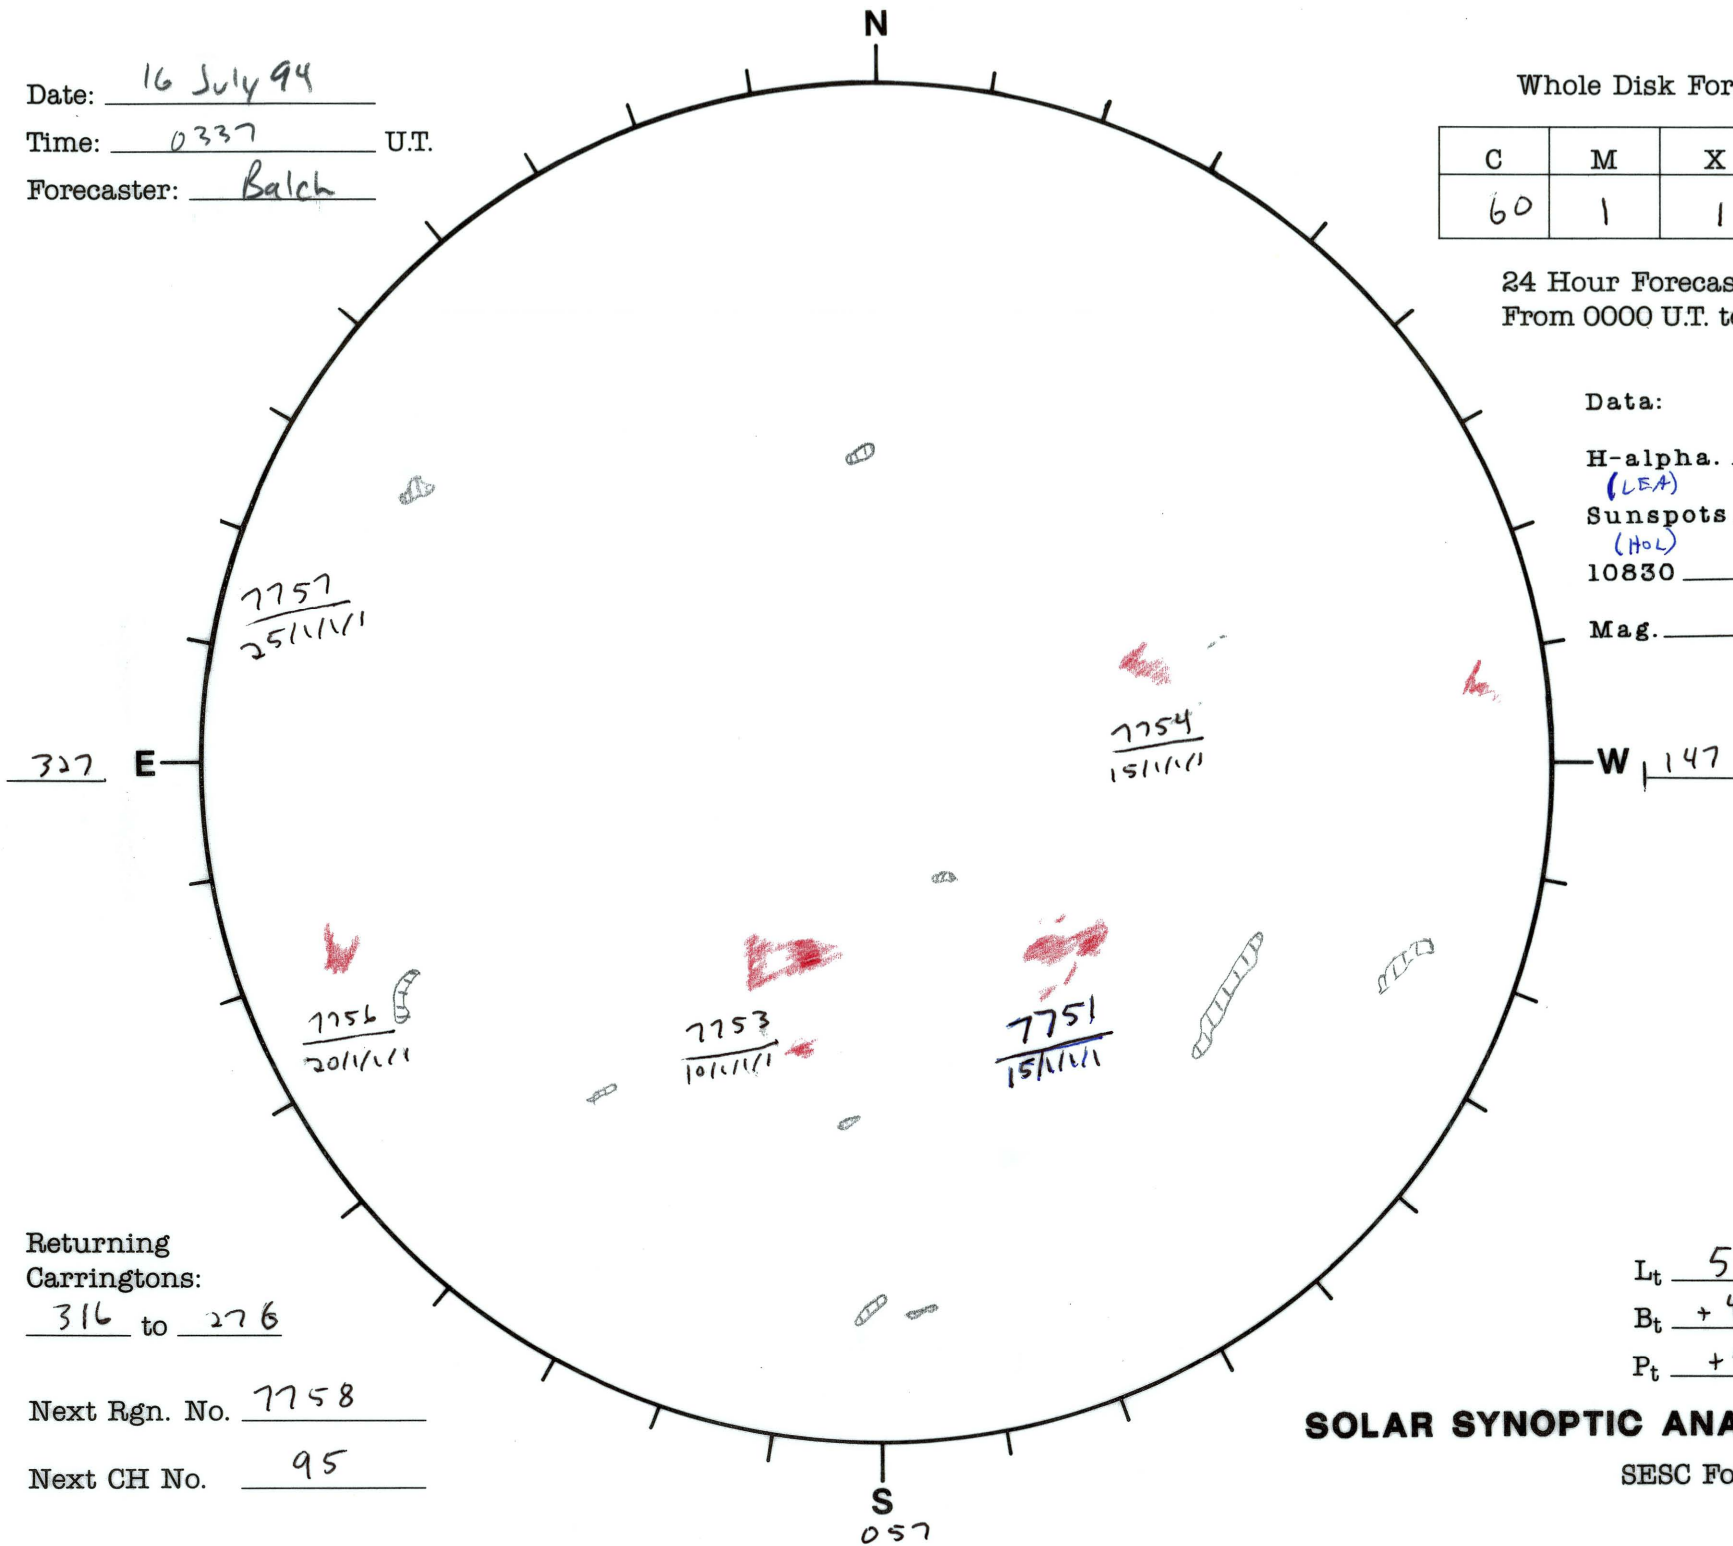 N
Date: 16 July 94
Time: 0337 U.T.
Forecaster: Balch
Whole Disk For
C M X
60 1 1
24 Hour Forecas
From 0000 U.T. to
Data:
H-alpha.
(LEA)
Sunspots
(HOL)
10830
Mag.
7757
25/1/1/1
7754
15/1/1/1
327 E
W 147
7756
20/1/1/1
7753
10/1/1/1
7751
15/1/1/1
Returning
Carringtons:
316 to 276
Next Rgn. No. 7758
Next CH No. 95
Lt 5
Bt +4
Pt +
SOLAR SYNOPTIC ANA
SESC Fo
S
057